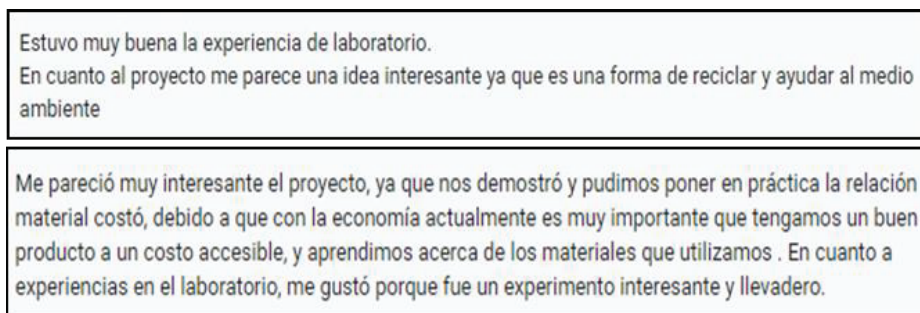 Estuvo muy buena la experiencia de laboratorio.
En cuanto al proyecto me parece una idea interesante ya que es una forma de reciclar y ayudar al medio
ambiente
Me pareció muy interesante el proyecto, ya que nos demostró y pudimos poner en práctica la relación
material costó, debido a que con la economía actualmente es muy importante que tengamos un buen
producto a un costo accesible, y aprendimos acerca de los materiales que utilizamos . En cuanto a
experiencias en el laboratorio, me gustó porque fue un experimento interesante y llevadero.